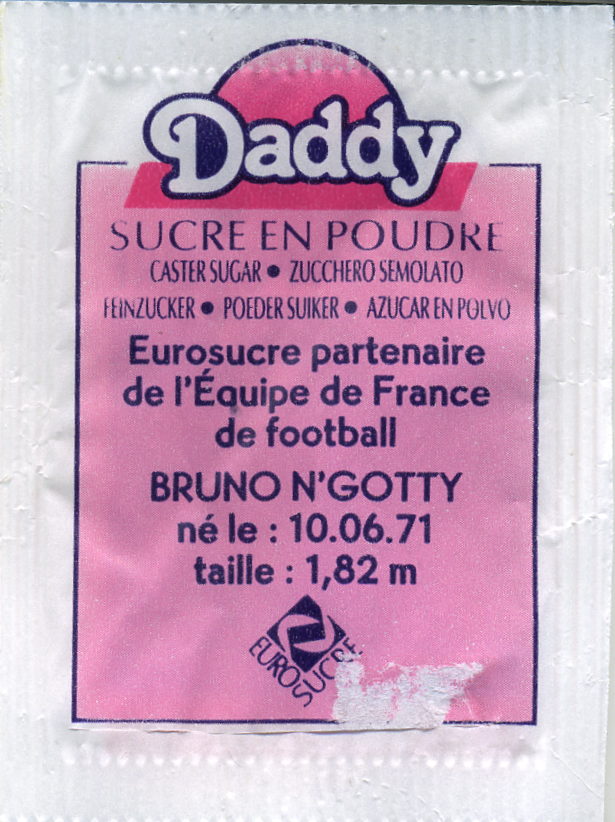 Daddy
SUCRE EN POUDRE
CASTER SUGAR • ZUCCHERO SEMOLATO
FEINZUCKER • POEDER SUIKER • AZUCAR EN POLVO
Eurosucre partenaire
de l'Équipe de France
de football
BRUNO N'GOTTY
né le : 10.06.71
taille : 1,82 m
EUROSUCRE